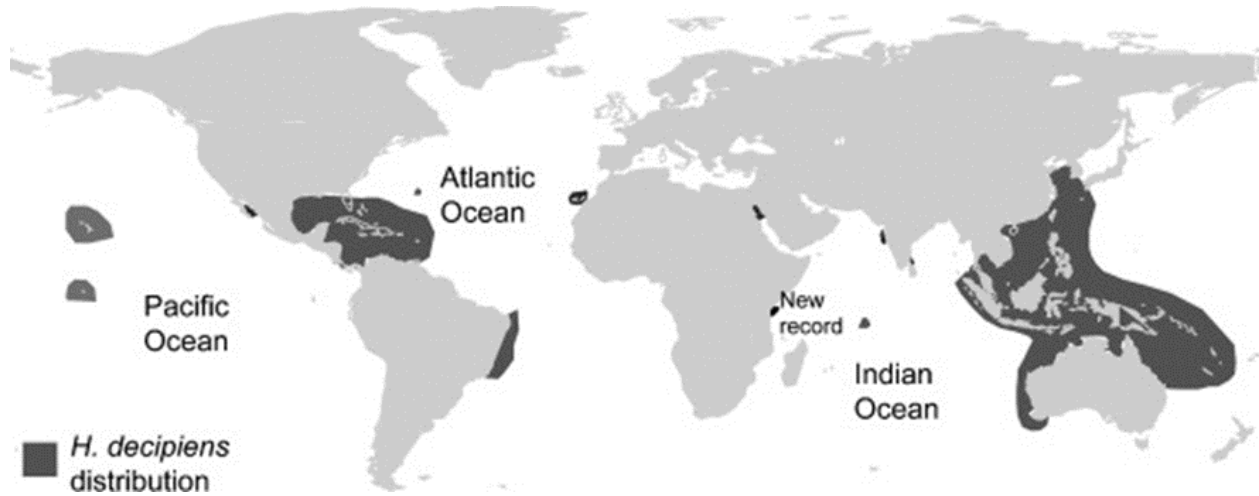 Atlantic
Ocean
New
record
Pacific
Ocean
Indian
Ocean
H. decipiens
distribution